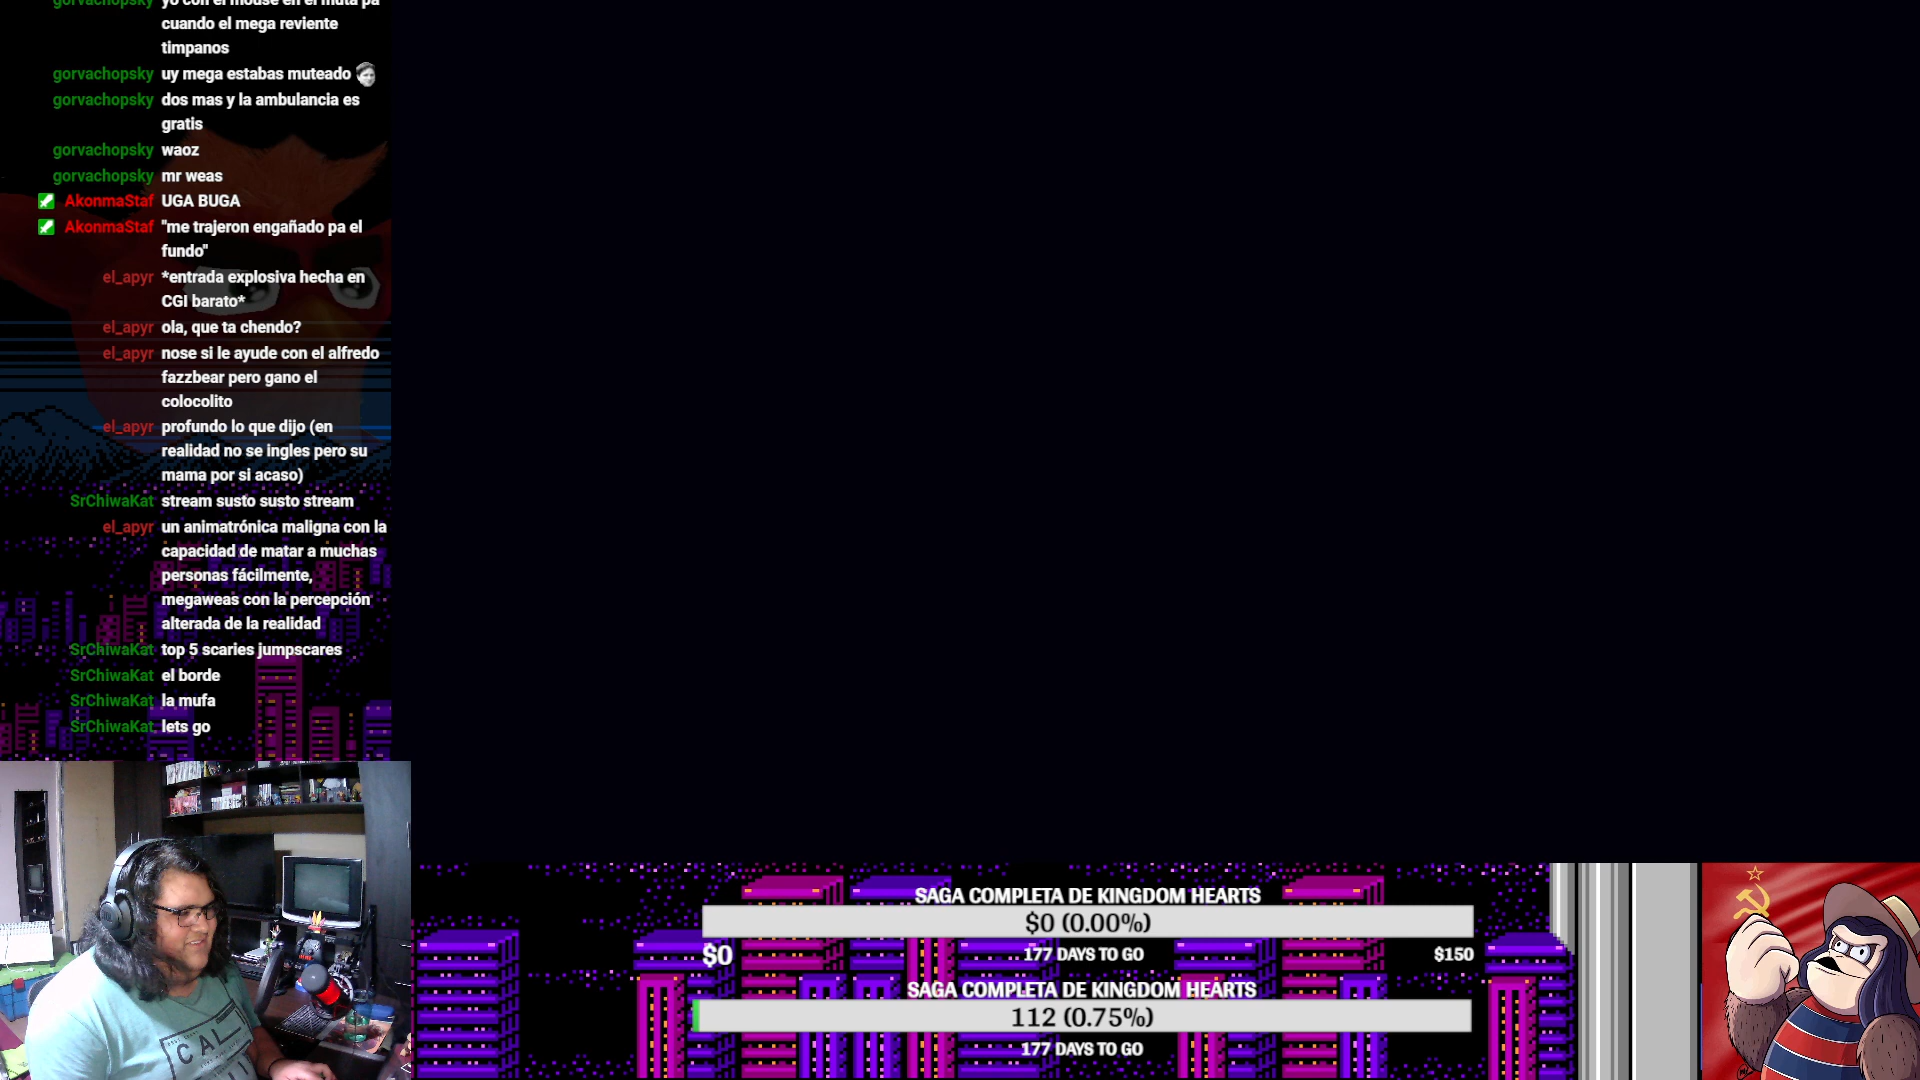 gorvachopsky yo con el mouse en el muta pa
cuando el mega reviente
timpanos
gorvachopsky uy mega estabas muteado
gorvachopsky dos mas y la ambulancia es
gratis
gorvachopsky waoz
gorvachopsky mr weas
AkonmaStaf UGA BUGA
AkonmaStaf "me trajeron engañado pa el
fundo"
el_apyr *entrada explosiva hecha en
CGI barato*
el_apyr ola, que ta chendo?
el_apyr nose si le ayude con el alfredo
fazzbear pero gano el
colocolito
el_apyr profundo lo que dijo (en
realidad no se ingles pero su
mama por si acaso)
SrChiwaKat stream susto susto stream
el_apyr un animatrónica maligna con la
capacidad de matar a muchas
personas fácilmente,
megaweas con la percepción
alterada de la realidad
SrChiwaKat top 5 scaries jumpscares
SrChiwaKat el borde
SrChiwaKat la mufa
SrChiwaKat lets go
CAL
SAGA COMPLETA DE KINGDOM HEARTS
$0 (0.00%)
$0 177 DAYS TO GO $150
SAGA COMPLETA DE KINGDOM HEARTS
112 (0.75%)
177 DAYS TO GO